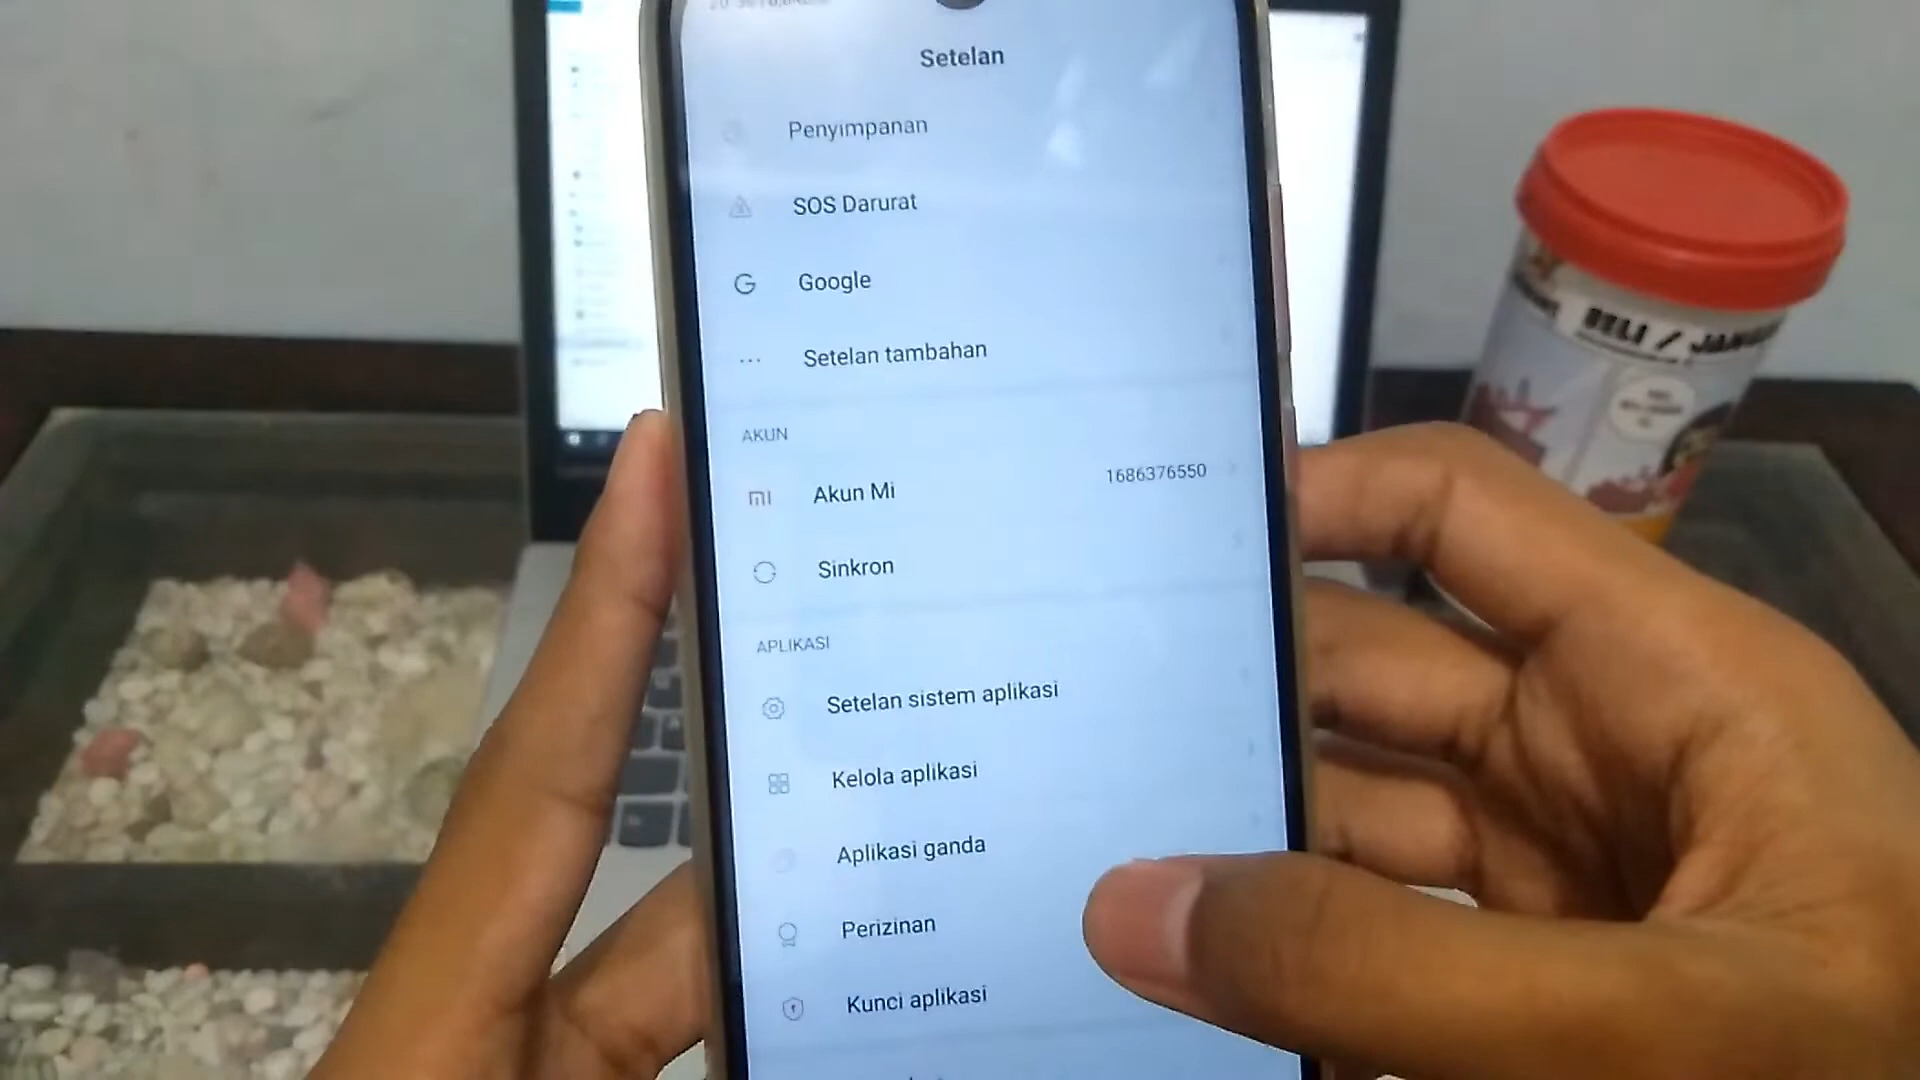 Setelan
Penyimpanan
SOS Darurat
Google
Setelan tambahan
AKUN
Akun Mi
1686376550
Sinkron
APLIKASI
Setelan sistem aplikasi
Kelola aplikasi
Aplikasi ganda
Perizinan
Kunci aplikasi
BELI /